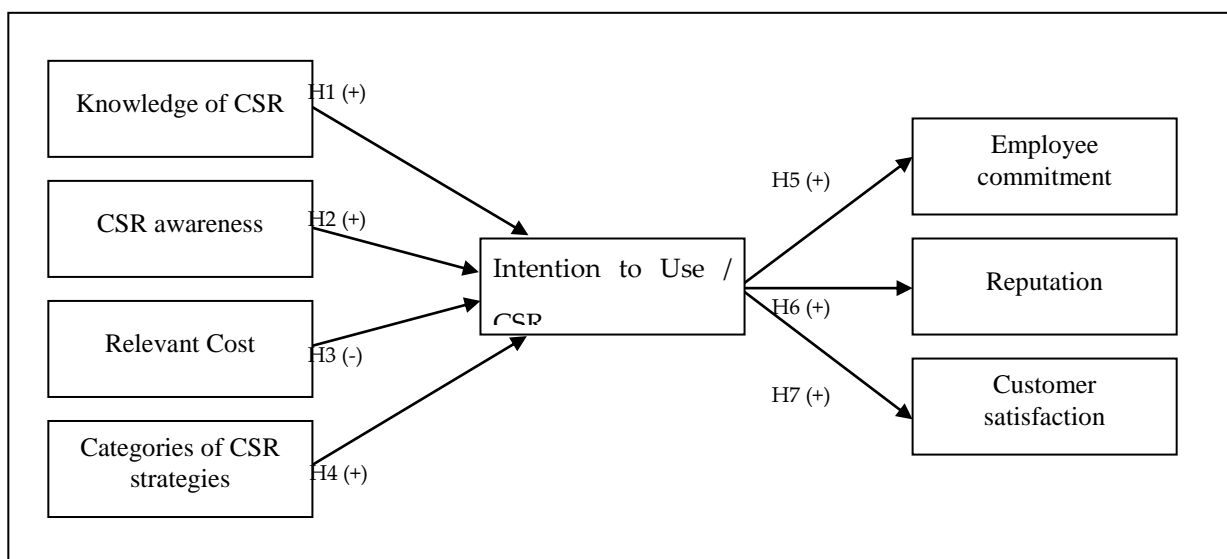 Knowledge of CSR
H1 (+)
CSR awareness
H2 (+)
Relevant Cost
H3 (-)
Categories of CSR
strategies
H4 (+)
Intention to Use /
CSR
H5 (+)
H6 (+)
H7 (+)
Employee
commitment
Reputation
Customer
satisfaction